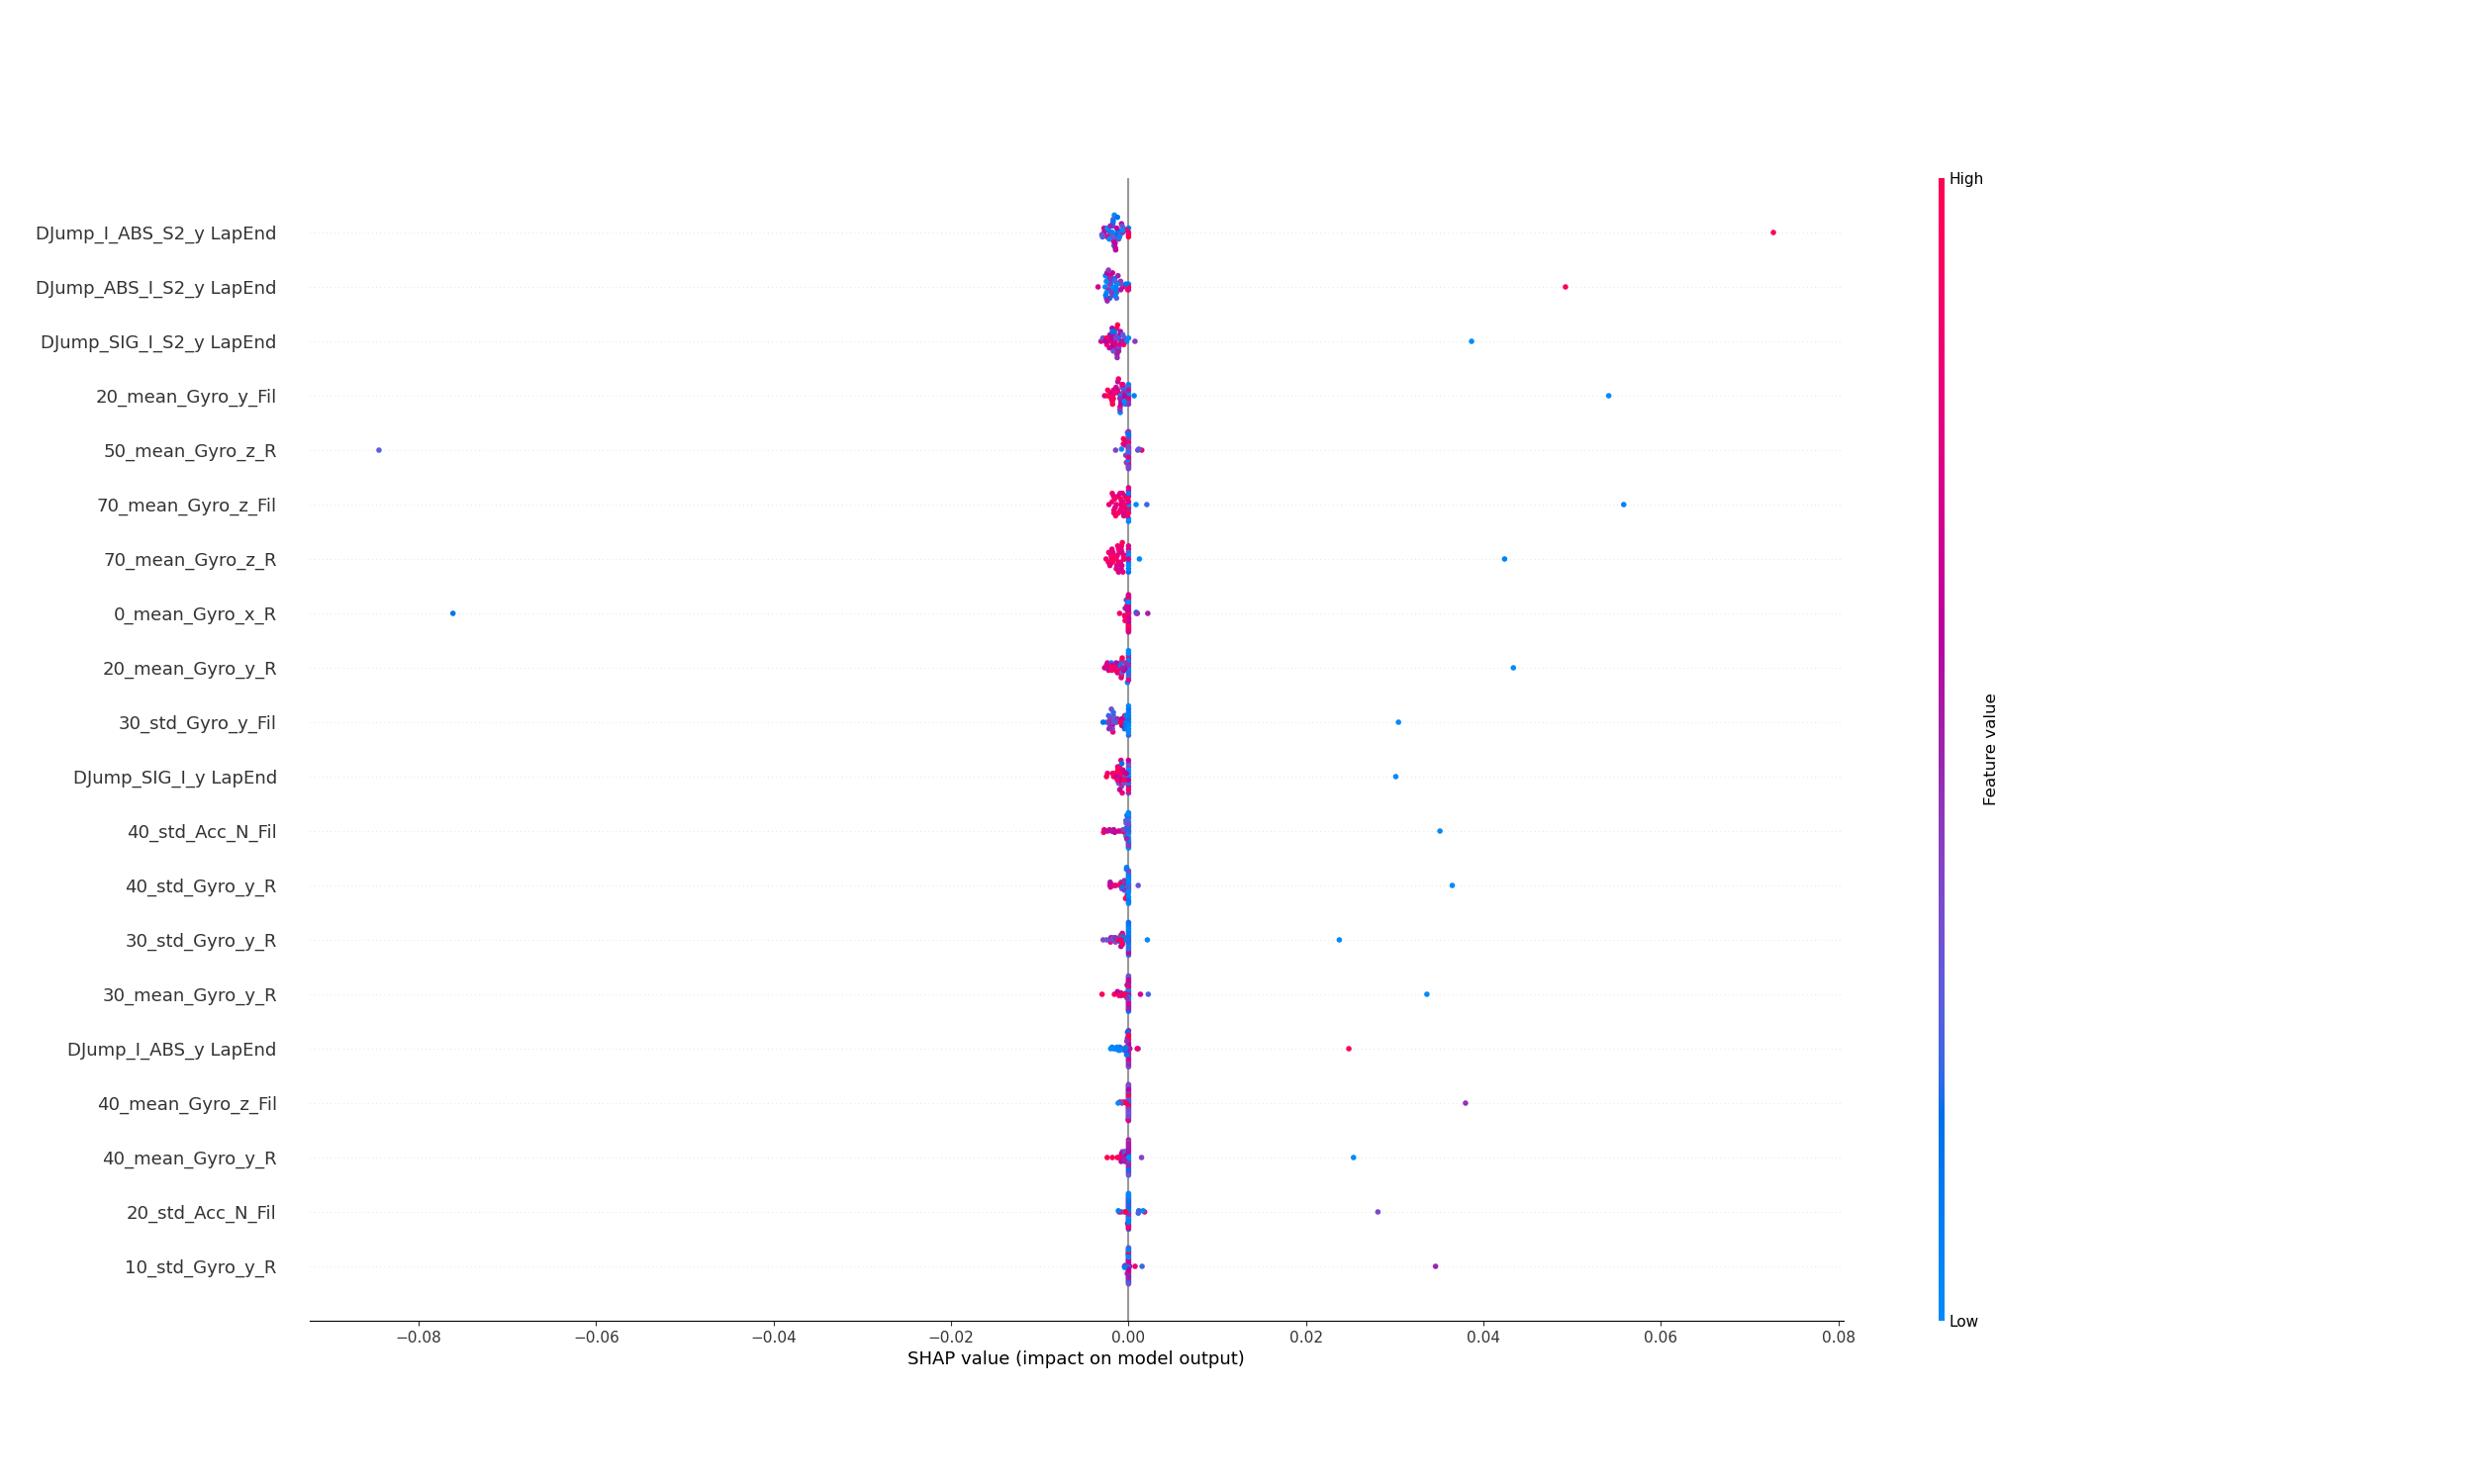 High
DJump_I_ABS_S2_y LapEnd
DJump_ABS_I_S2_y LapEnd
DJump_SIG_I_S2_y LapEnd
20_mean_Gyro_y_Fil
50_mean_Gyro_z_R
70_mean_Gyro_z_Fil
70_mean_Gyro_z_R
0_mean_Gyro_x_R
20_mean_Gyro_y_R
30_std_Gyro_y_Fil
DJump_SIG_I_y LapEnd
40_std_Acc_N_Fil
40_std_Gyro_y_R
30_std_Gyro_y_R
30_mean_Gyro_y_R
DJump_I_ABS_y LapEnd
40_mean_Gyro_z_Fil
40_mean_Gyro_y_R
20_std_Acc_N_Fil
10_std_Gyro_y_R
Feature value
Low
−0.08 −0.06 −0.04 −0.02 0.00 0.02 0.04 0.06 0.08
SHAP value (impact on model output)